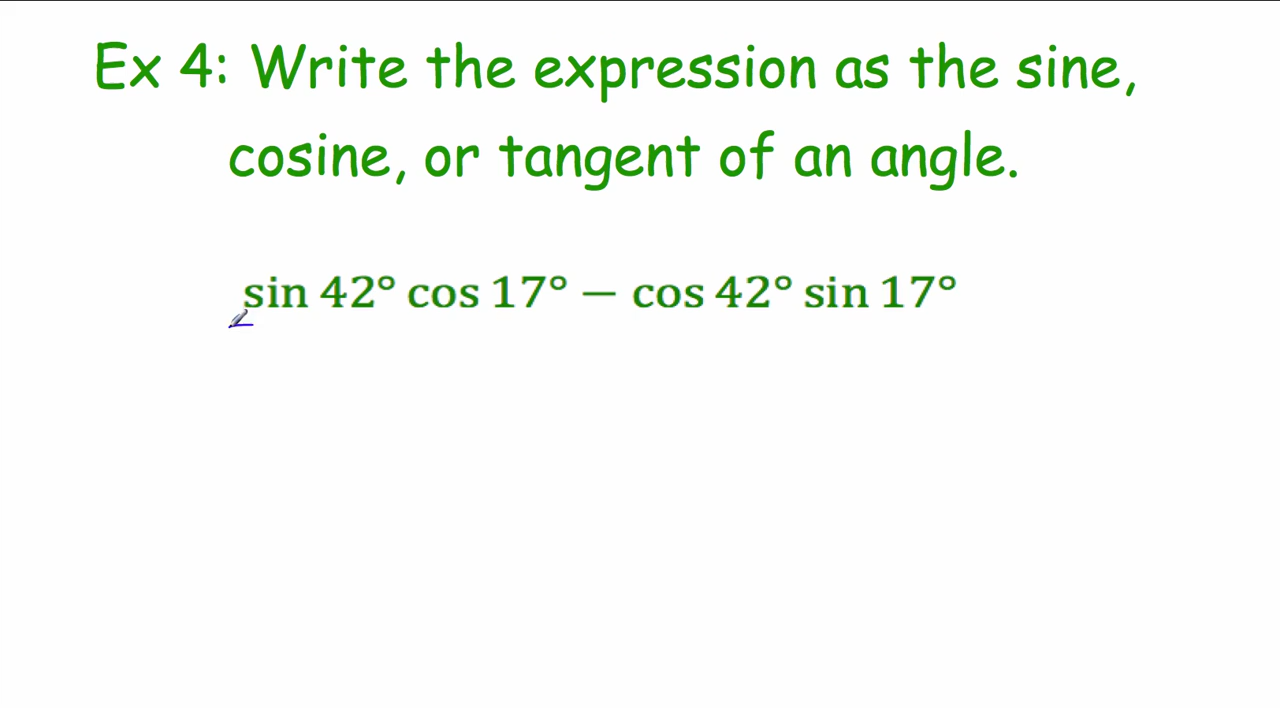 Ex 4: Write the expression as the sine,
cosine, or tangent of an angle.
sin 42° cos 17° − cos 42° sin 17°